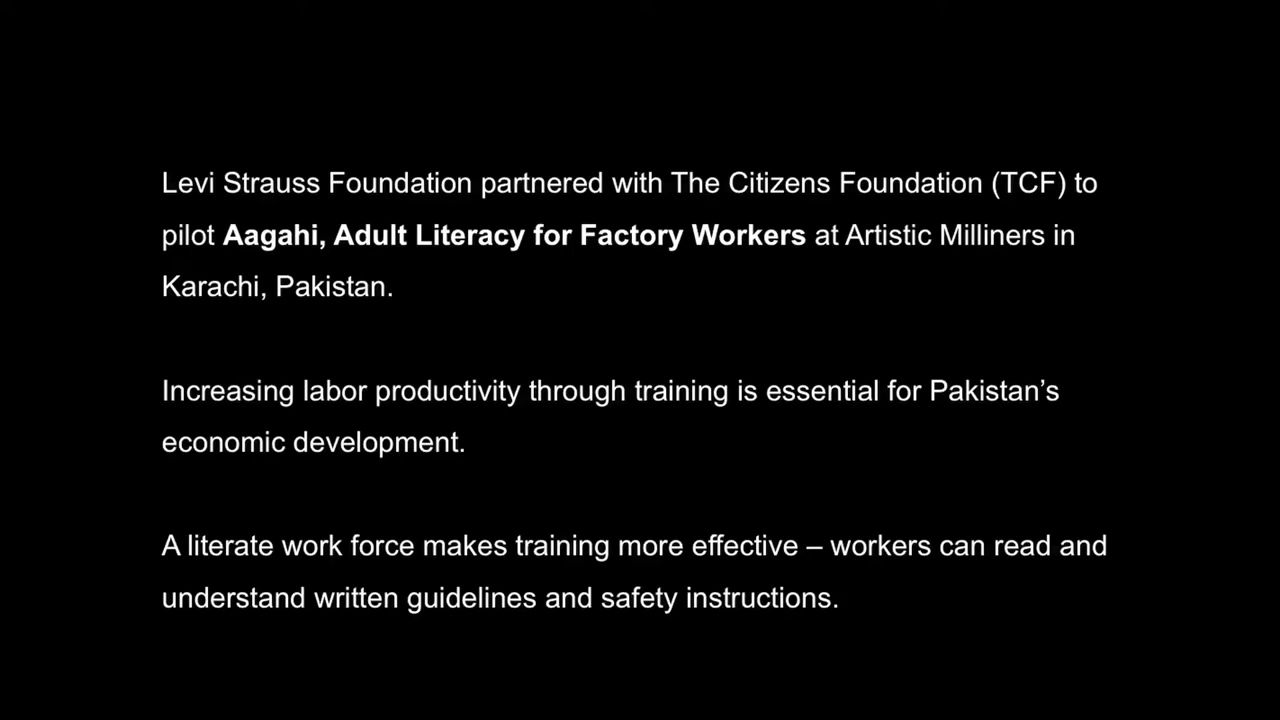 Levi Strauss Foundation partnered with The Citizens Foundation (TCF) to
pilot Aagahi, Adult Literacy for Factory Workers at Artistic Milliners in
Karachi, Pakistan.
Increasing labor productivity through training is essential for Pakistan’s
economic development.
A literate work force makes training more effective – workers can read and
understand written guidelines and safety instructions.